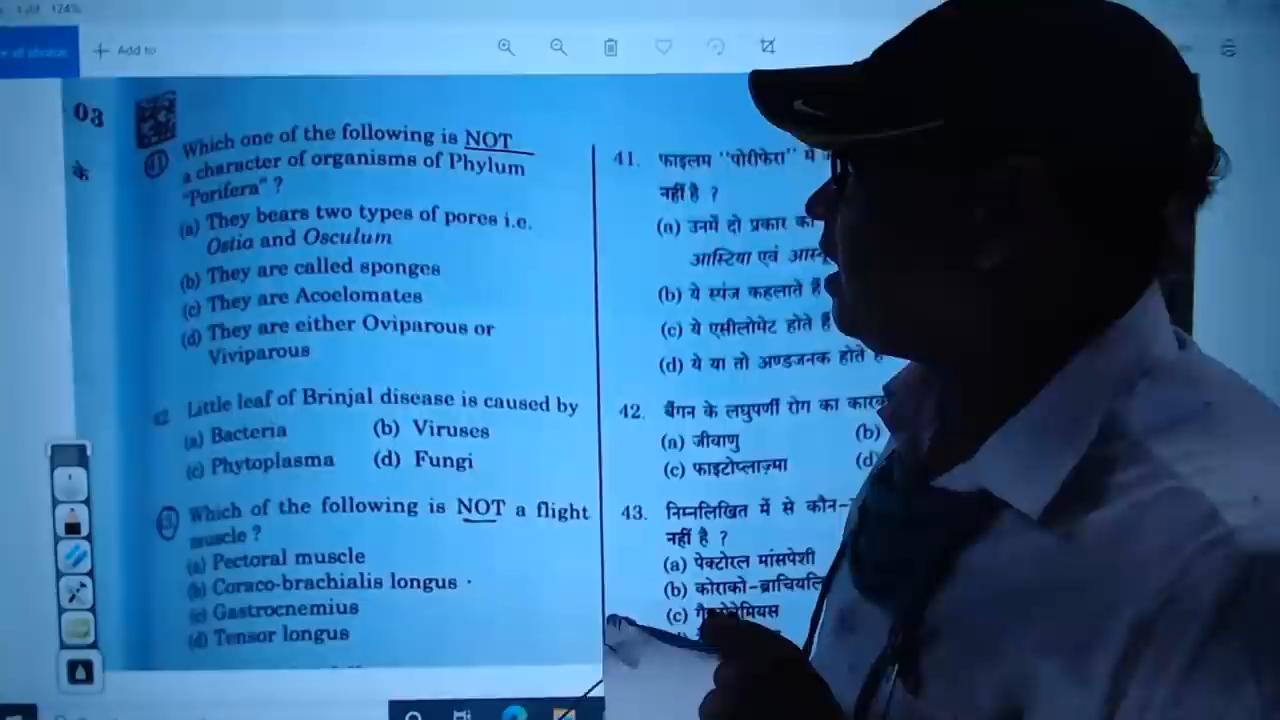 124%
Add to
03
के
41 Which one of the following is NOT
a character of organisms of Phylum
"Porifera" ?
(a) They bears two types of pores i.e.
Ostia and Osculum
(b) They are called sponges
(c) They are Acoelomates
(d) They are either Oviparous or
Viviparous
42 Little leaf of Brinjal disease is caused by
(a) Bacteria (b) Viruses
(c) Phytoplasma (d) Fungi
Which of the following is NOT a flight
muscle ?
(a) Pectoral muscle
(b) Coraco-brachialis longus
(c) Gastrocnemius
(d) Tensor longus
41. फाइलम "पोरीफेरा" में
नहीं है ?
(a) उनमें दो प्रकार
आस्टिया एवं
(b) ये स्पंज कहलाते हैं
(c) ये एसीलोमेट होते हैं
(d) ये या तो अण्डजनक होते
42. बैंगन के लघुपर्णी रोग का
(a) जीवाणु (b)
(c) फाइटोप्लाज़्मा (d)
43. निम्नलिखित में से कौन-
नहीं है ?
(a) पेक्टोरल मांसपेशी
(b) कोराको-
(c)